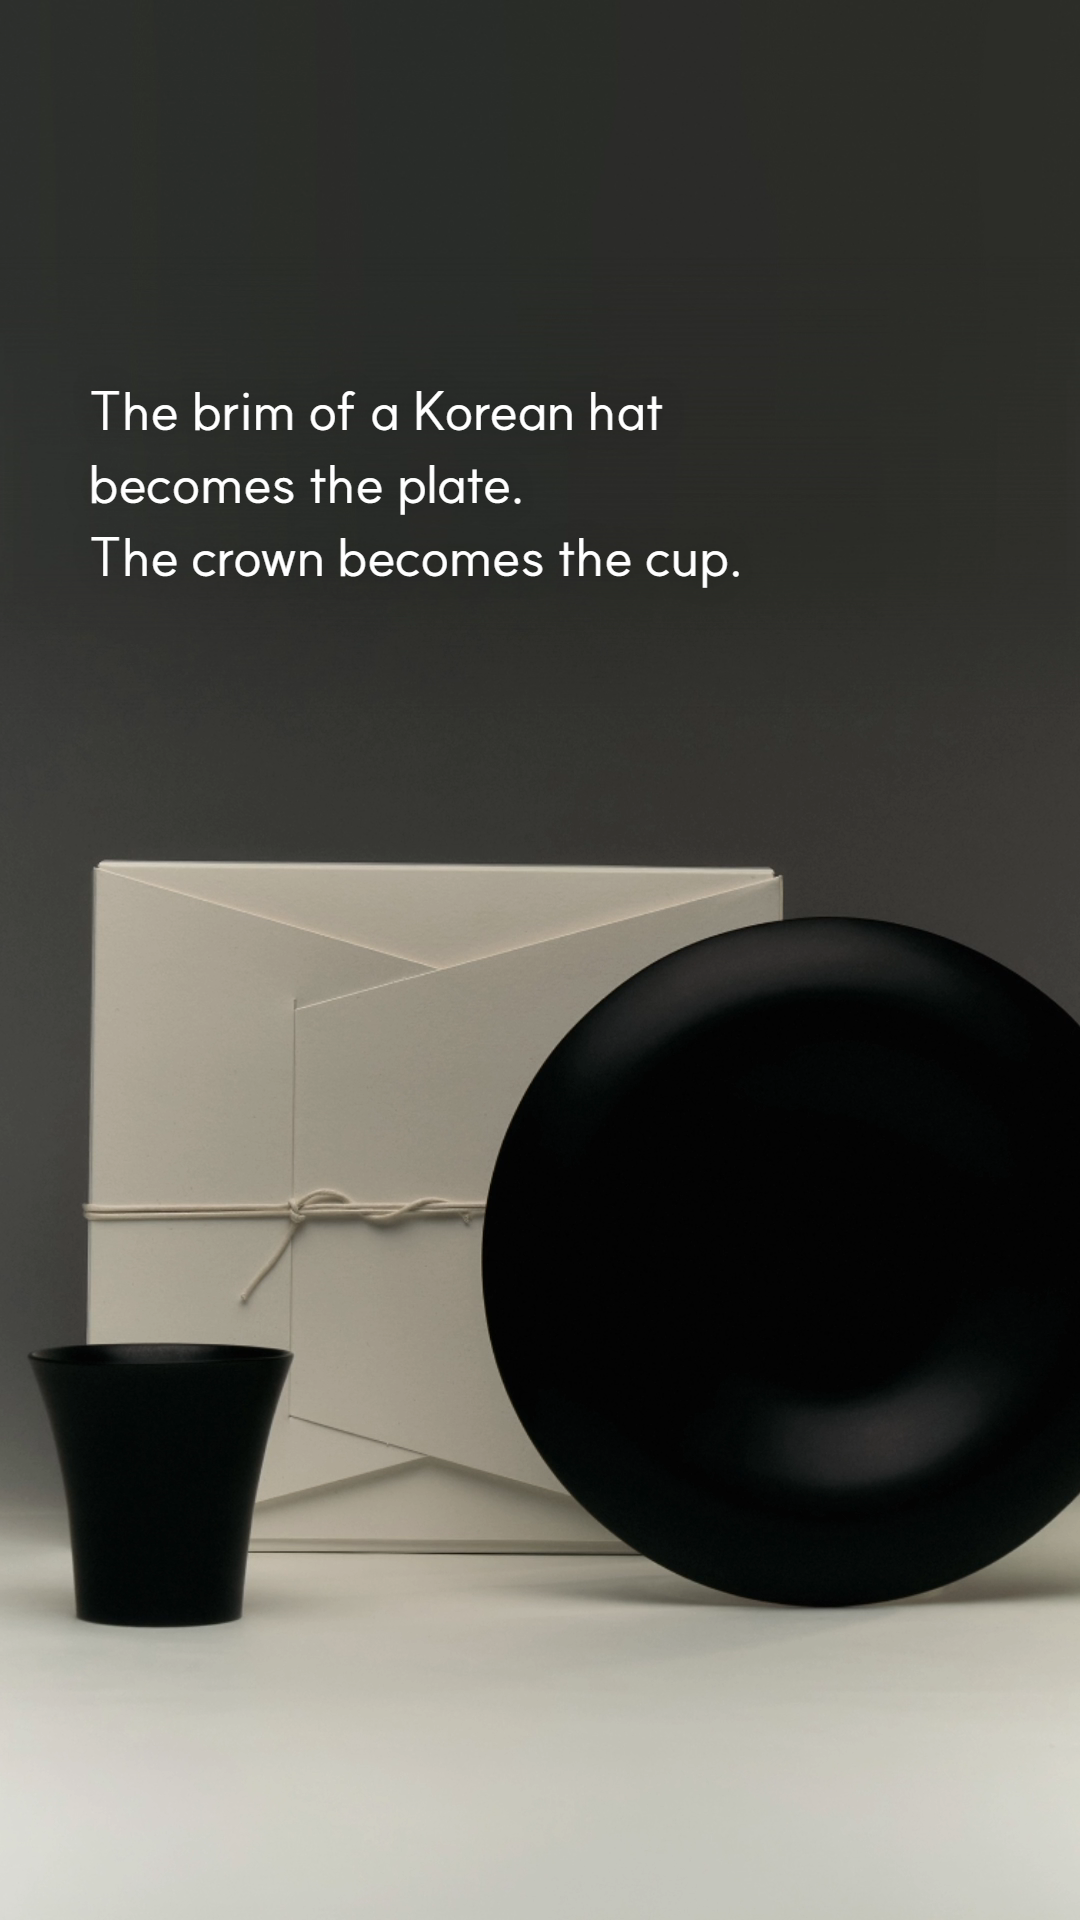 The brim of a Korean hat
becomes the plate.
The crown becomes the cup.